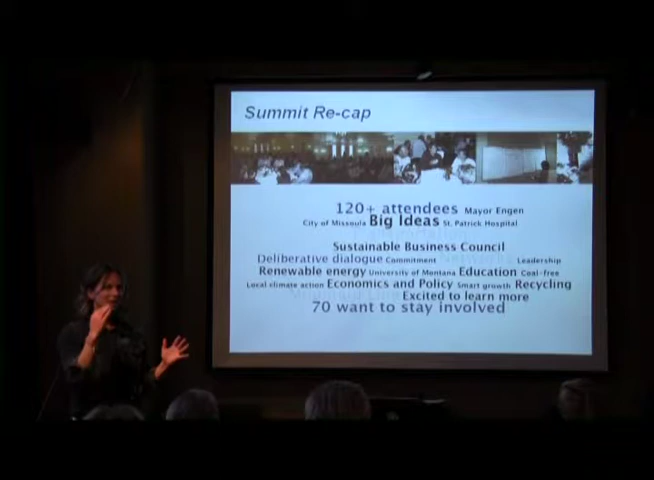 Summit Re-cap
120+ attendees Mayor Engen
City of Missoula Big Ideas St. Patrick Hospital
Sustainable Business Council
Deliberative dialogue Commitment Leadership
Renewable energy University of Montana Education Coal-free
Local climate action Economics and Policy Smart growth Recycling
Excited to learn more
70 want to stay involved